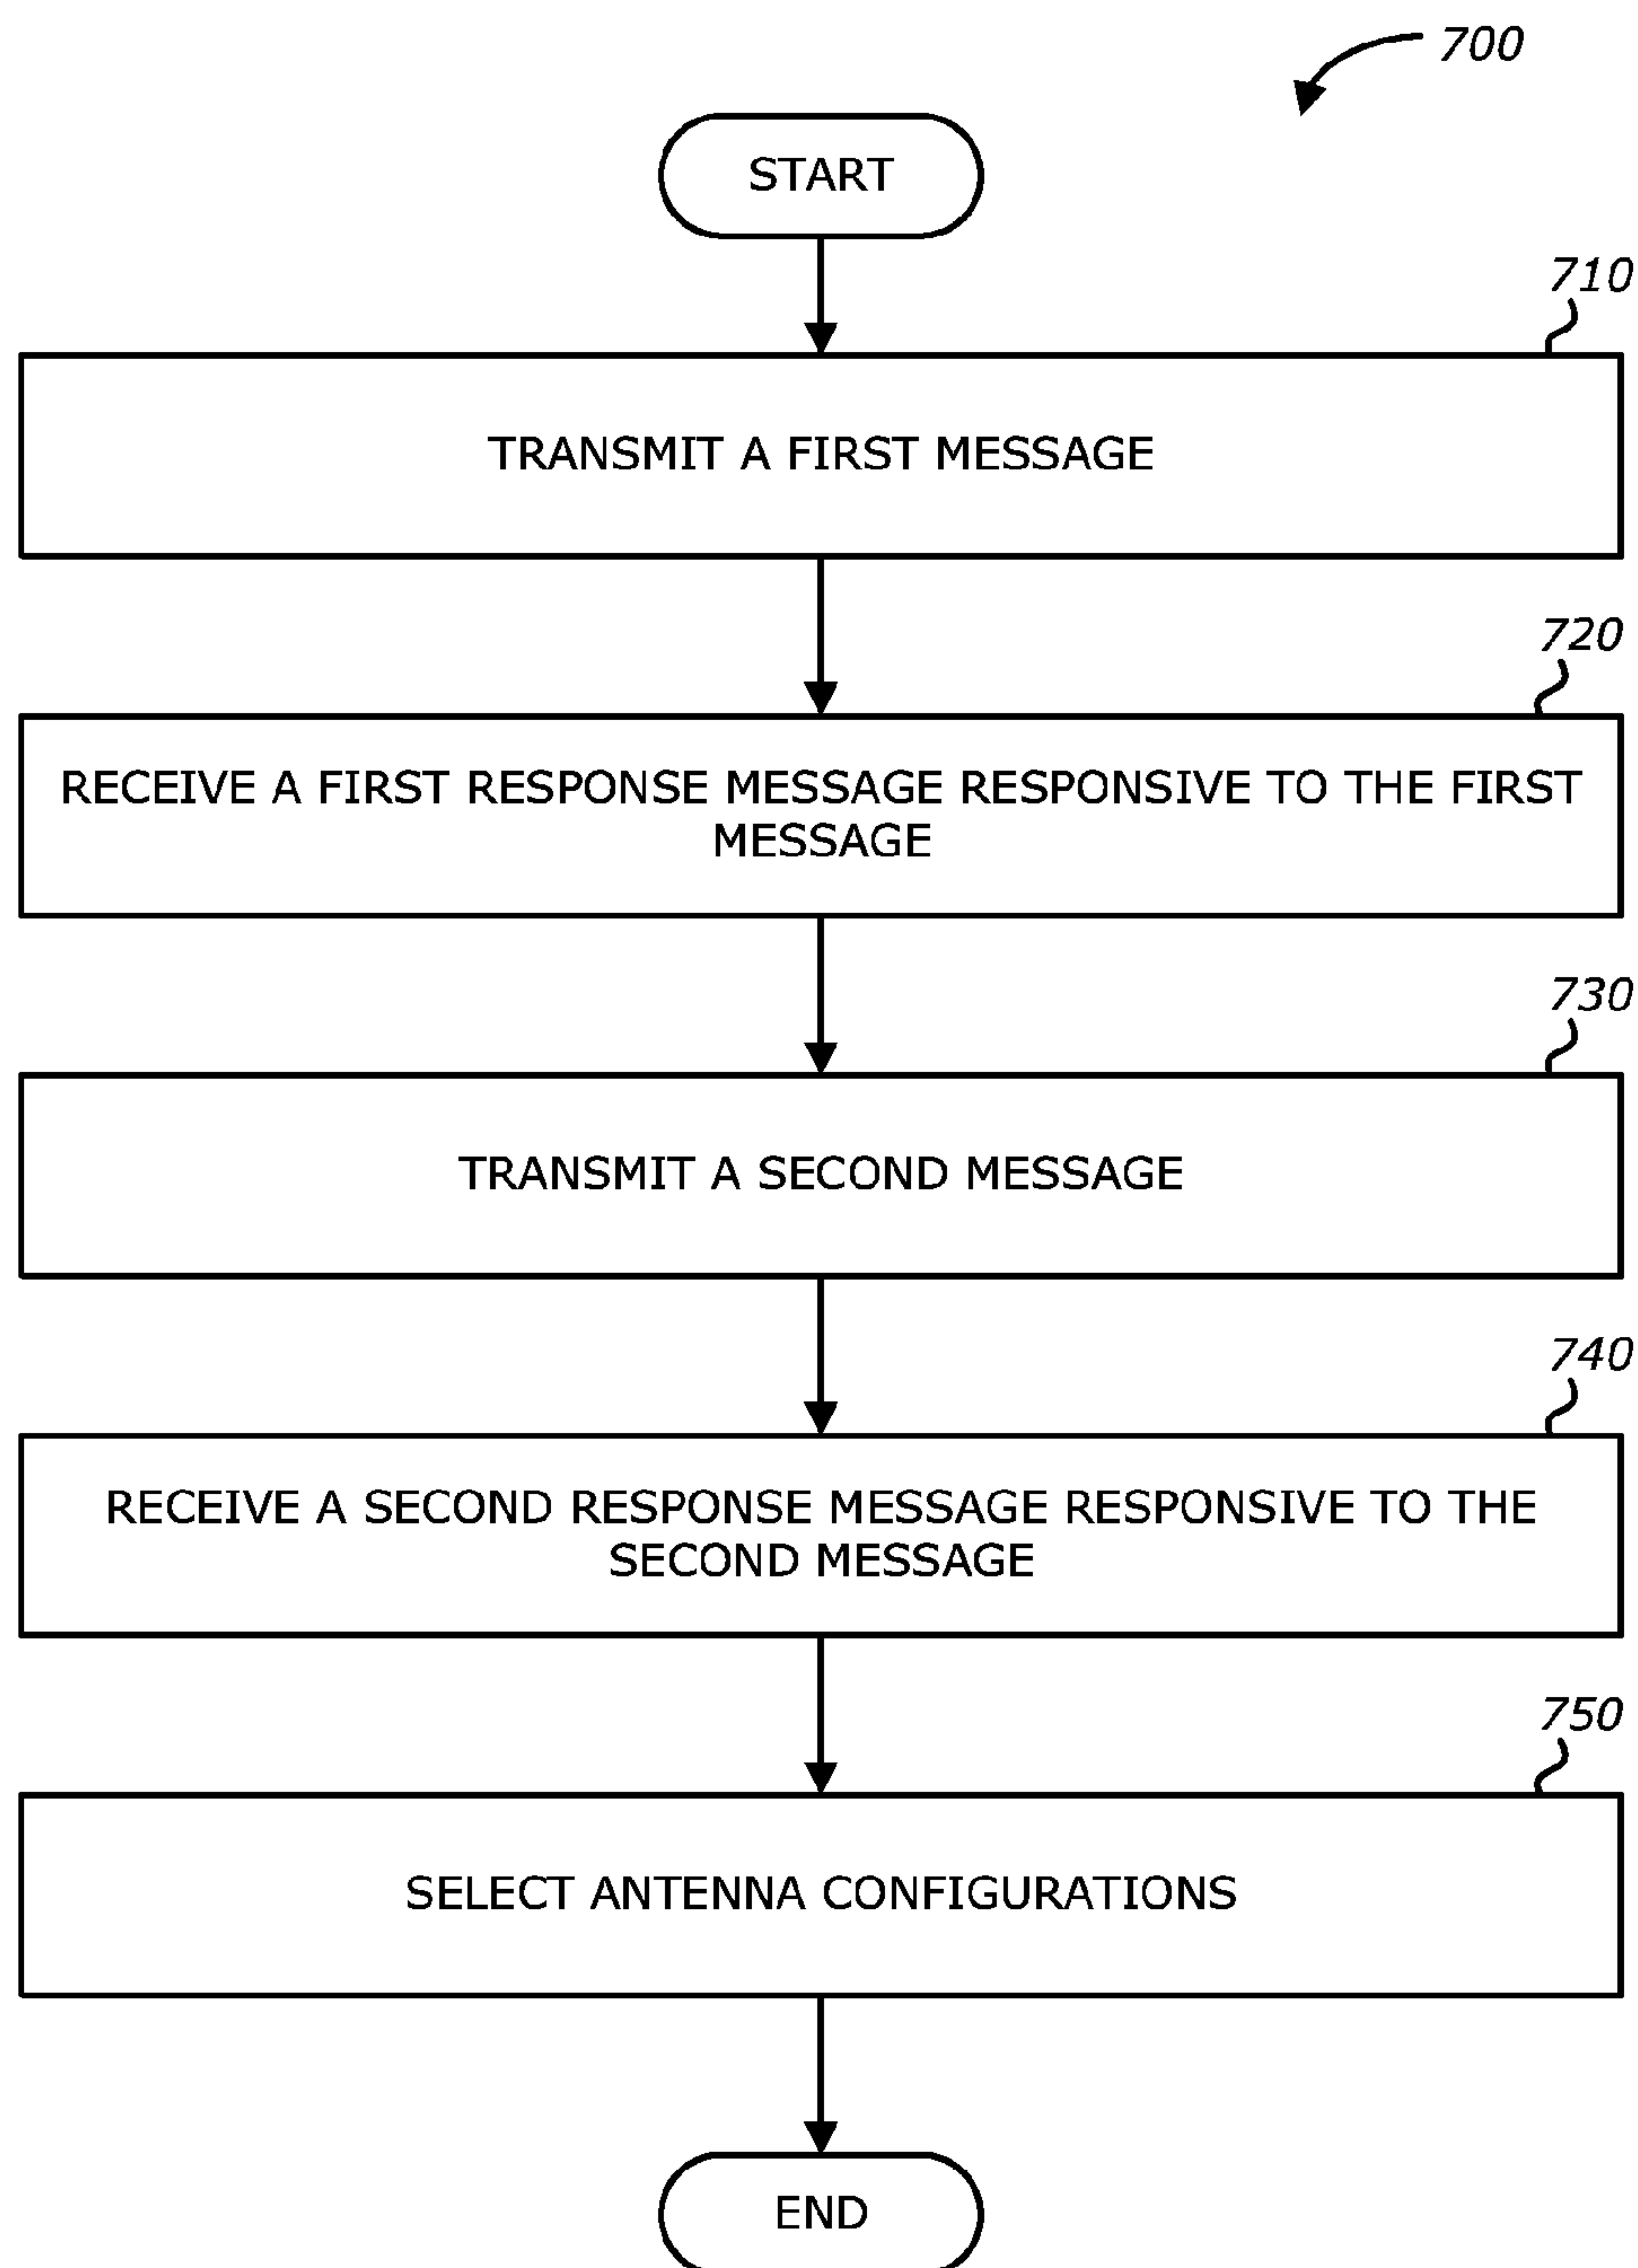 700
START
710
TRANSMIT A FIRST MESSAGE
720
RECEIVE A FIRST RESPONSE MESSAGE RESPONSIVE TO THE FIRST
MESSAGE
730
TRANSMIT A SECOND MESSAGE
740
RECEIVE A SECOND RESPONSE MESSAGE RESPONSIVE TO THE
SECOND MESSAGE
750
SELECT ANTENNA CONFIGURATIONS
END